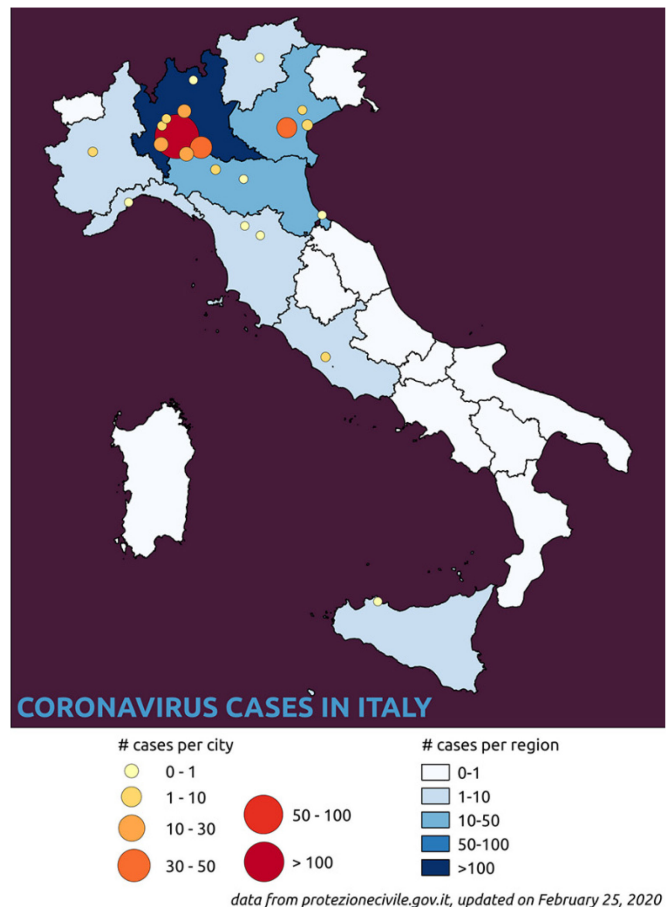 CORONAVIRUS CASES IN ITALY
# cases per city
0 - 1
1 - 10
10 - 30
30 - 50
50 - 100
> 100
# cases per region
0-1
1-10
10-50
50-100
>100
data from protezionecivile.gov.it, updated on February 25, 2020